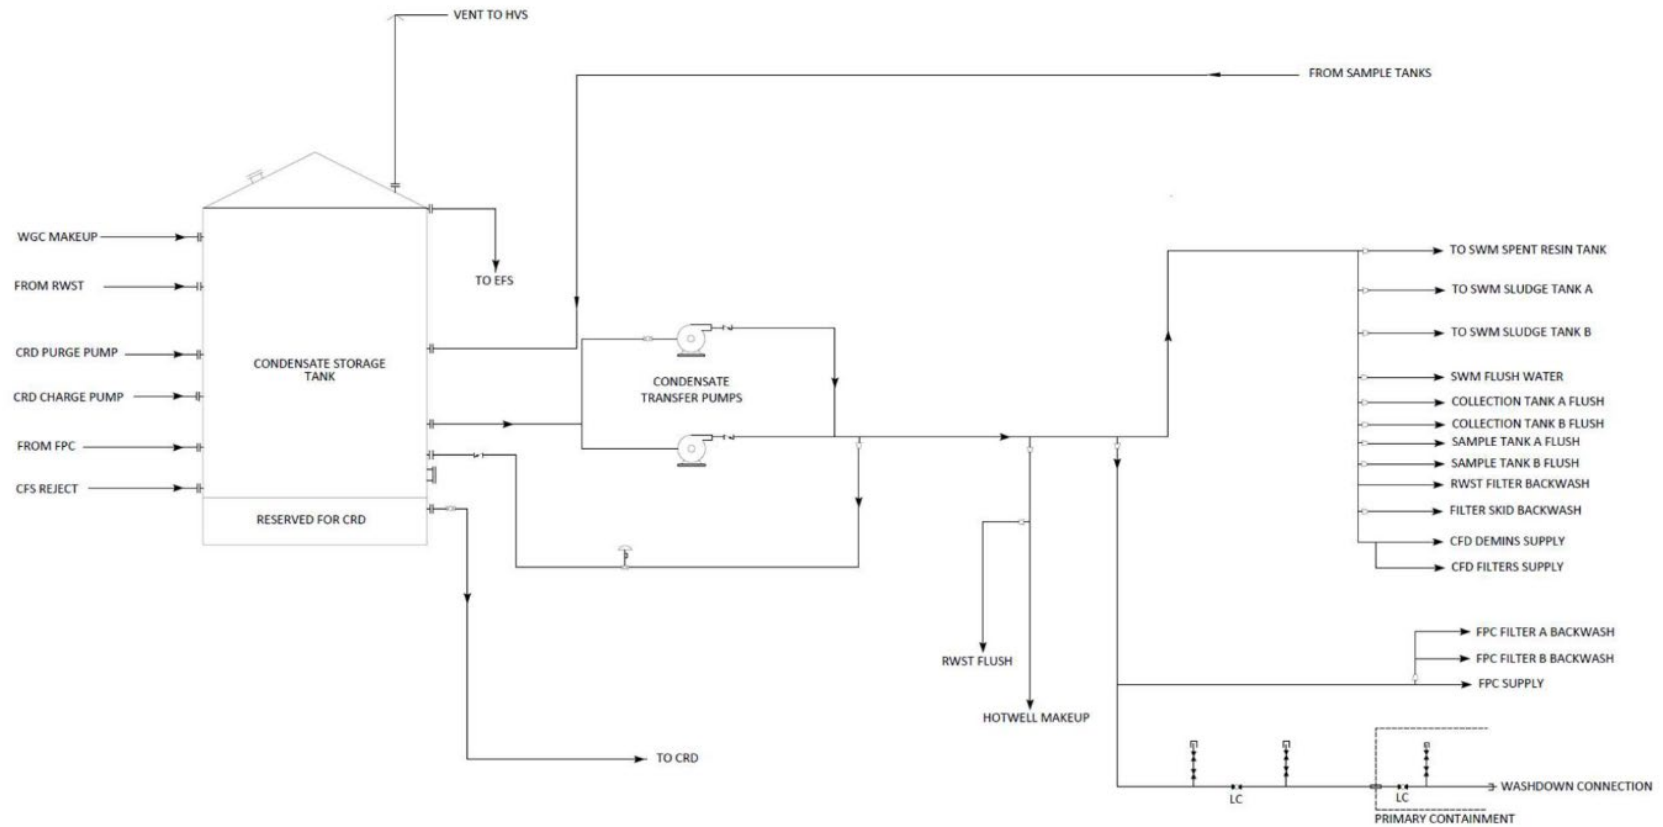 VENT TO HVS
FROM SAMPLE TANKS
WGC MAKEUP
FROM RWST
CRD PURGE PUMP
CRD CHARGE PUMP
FROM FPC
CFS REJECT
CONDENSATE STORAGE
TANK
RESERVED FOR CRD
TO EFS
CONDENSATE
TRANSFER PUMPS
TO CRD
RWST FLUSH
HOTWELL MAKEUP
TO SWM SPENT RESIN TANK
TO SWM SLUDGE TANK A
TO SWM SLUDGE TANK B
SWM FLUSH WATER
COLLECTION TANK A FLUSH
COLLECTION TANK B FLUSH
SAMPLE TANK A FLUSH
SAMPLE TANK B FLUSH
RWST FILTER BACKWASH
FILTER SKID BACKWASH
CFD DEMINS SUPPLY
CFD FILTERS SUPPLY
FPC FILTER A BACKWASH
FPC FILTER B BACKWASH
FPC SUPPLY
WASHDOWN CONNECTION
LC
LC
PRIMARY CONTAINMENT